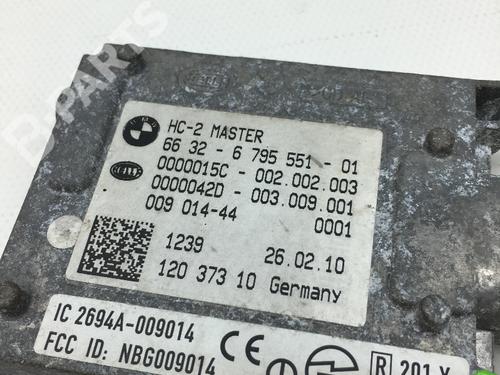 B-PARTS
HC-2 MASTER
66 32 - 6 795 551 - 01
HELLA
0000015C - 002.002.003
0000042D - 003.009.001
009 014-44 0001
1239 26.02.10
120 373 10 Germany
IC 2694A-009014
FCC ID: NBG009014
CE
R 201 V